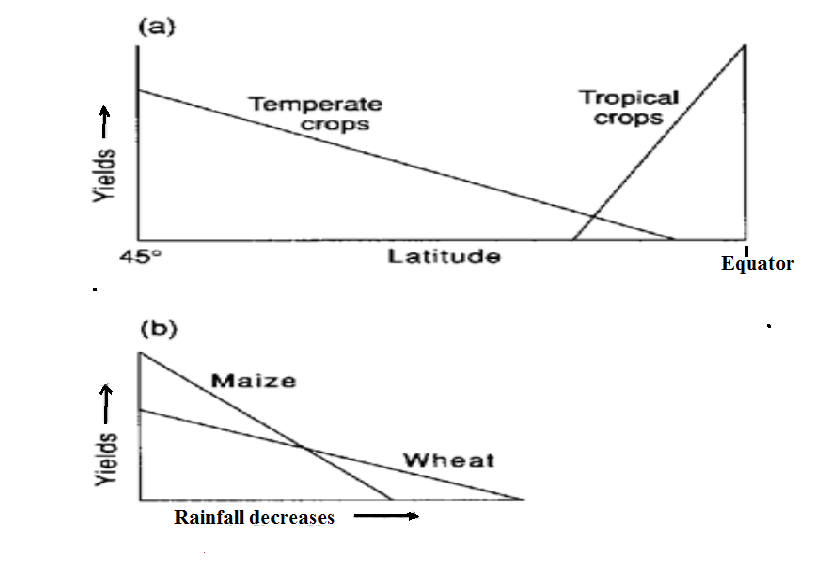 (a)
Temperate
crops
Tropical
crops
Yields
45°
Latitude
Equator
(b)
Maize
Wheat
Yields
Rainfall decreases